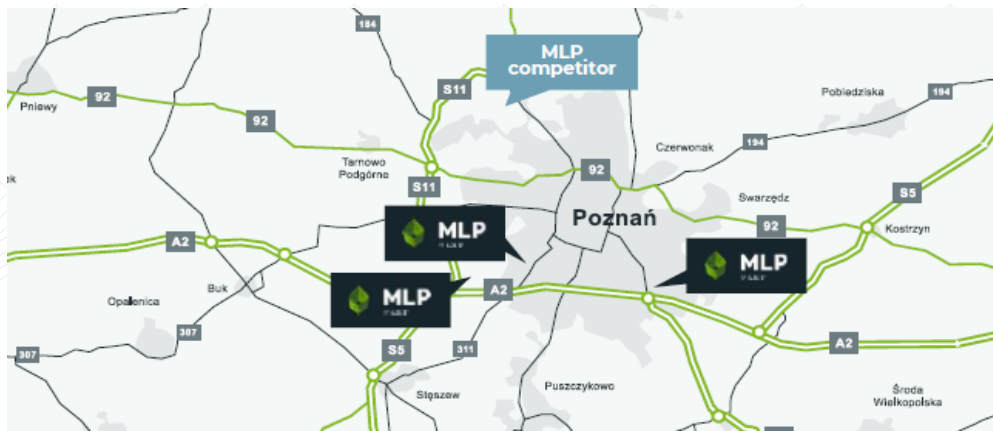 184
MLP
competitor
S11
92
Pniewy
92
Pobiedziska
194
Czerwonak
194
Tarnowo
Podgórne
92
S11
Swarzędz
S5
Poznań
92
Kostrzyn
MLP
A2
MLP
Buk
MLP
A2
Opalenica
307
307
S5
311
A2
Stęszew
Puszczykowo
Środa
Wielkopolska